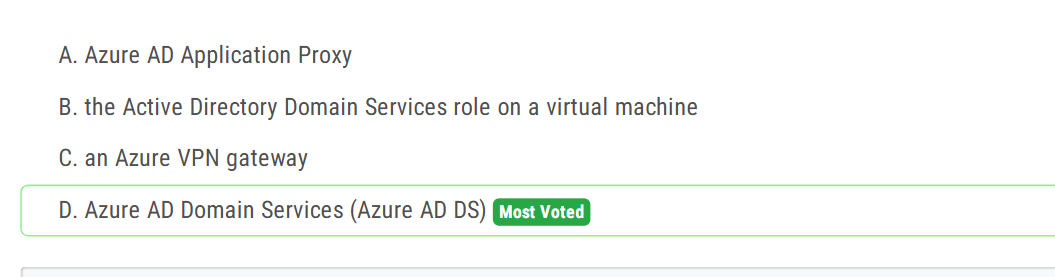 A. Azure AD Application Proxy
B. the Active Directory Domain Services role on a virtual machine
C. an Azure VPN gateway
D. Azure AD Domain Services (Azure AD DS) Most Voted